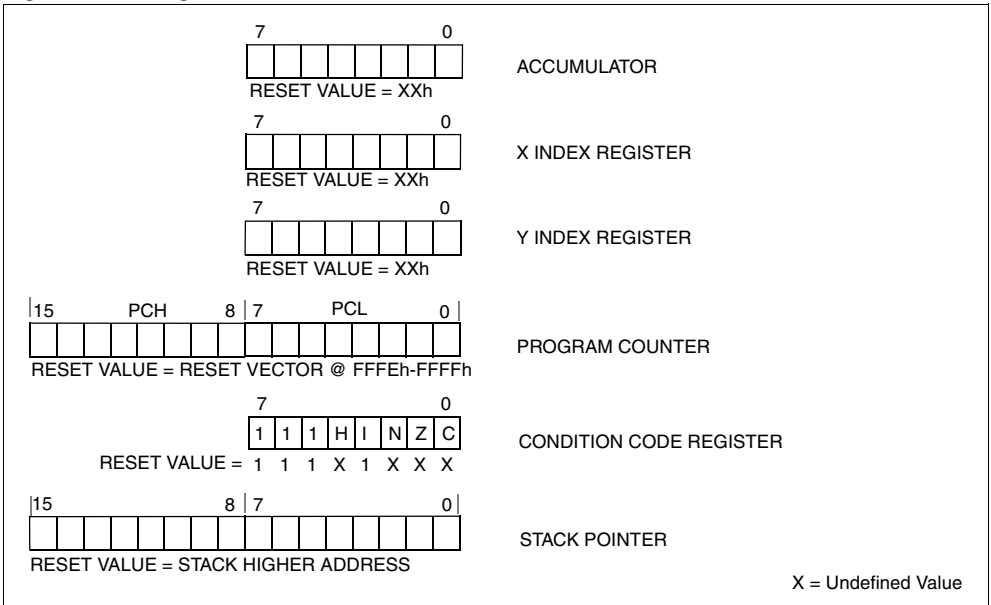 7 0
ACCUMULATOR
RESET VALUE = XXh
7 0
X INDEX REGISTER
RESET VALUE = XXh
7 0
Y INDEX REGISTER
RESET VALUE = XXh
15 PCH 8 7 PCL 0
PROGRAM COUNTER
RESET VALUE = RESET VECTOR @ FFFEh-FFFFh
7 0
1 1 1 H I N Z C
CONDITION CODE REGISTER
RESET VALUE = 1 1 1 X 1 X X X
15 8 7 0
STACK POINTER
RESET VALUE = STACK HIGHER ADDRESS
X = Undefined Value